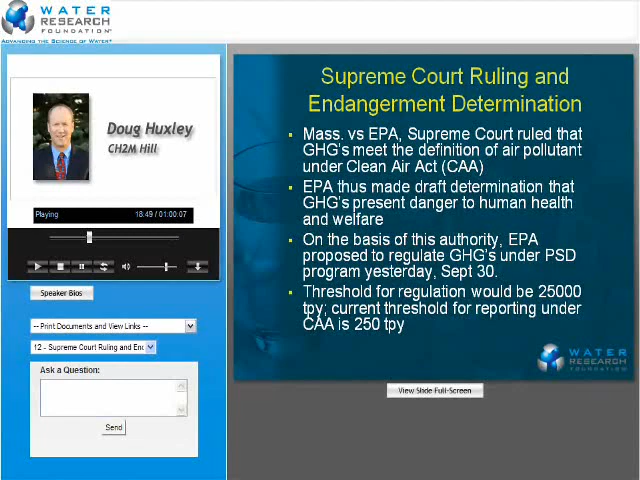 WATER
RESEARCH
FOUNDATION
ADVANCING THE SCIENCE OF WATER
Doug Huxley
CH2M Hill
Playing
18:49 / 01:00:07
Speaker Bios
-- Print Documents and View Links --
12 - Supreme Court Ruling and End
Ask a Question:
Send
Supreme Court Ruling and
Endangerment Determination
Mass. vs EPA, Supreme Court ruled that
GHG's meet the definition of air pollutant
under Clean Air Act (CAA)
EPA thus made draft determination that
GHG's present danger to human health
and welfare
On the basis of this authority, EPA
proposed to regulate GHG's under PSD
program yesterday, Sept 30.
Threshold for regulation would be 25000
tpy; current threshold for reporting under
CAA is 250 tpy
WATER
RESEARCH
FOUNDATION
View Slide Full-Screen